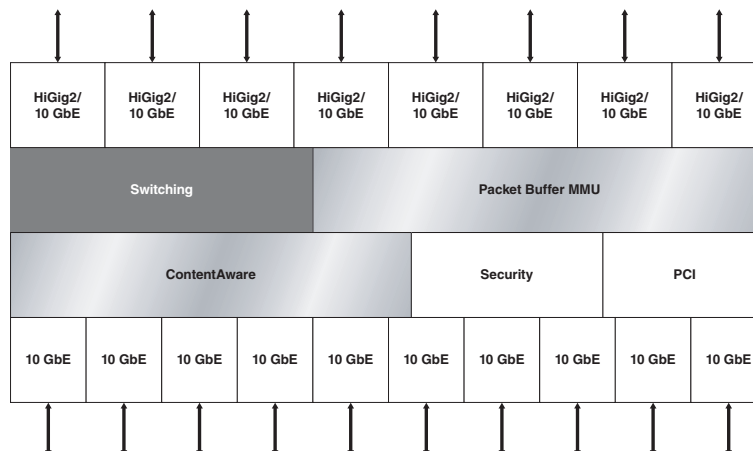 HiGig2/ HiGig2/ HiGig2/ HiGig2/ HiGig2/ HiGig2/ HiGig2/ HiGig2/
10 GbE 10 GbE 10 GbE 10 GbE 10 GbE 10 GbE 10 GbE 10 GbE
Switching Packet Buffer MMU
ContentAware Security PCI
10 GbE 10 GbE 10 GbE 10 GbE 10 GbE 10 GbE 10 GbE 10 GbE 10 GbE 10 GbE